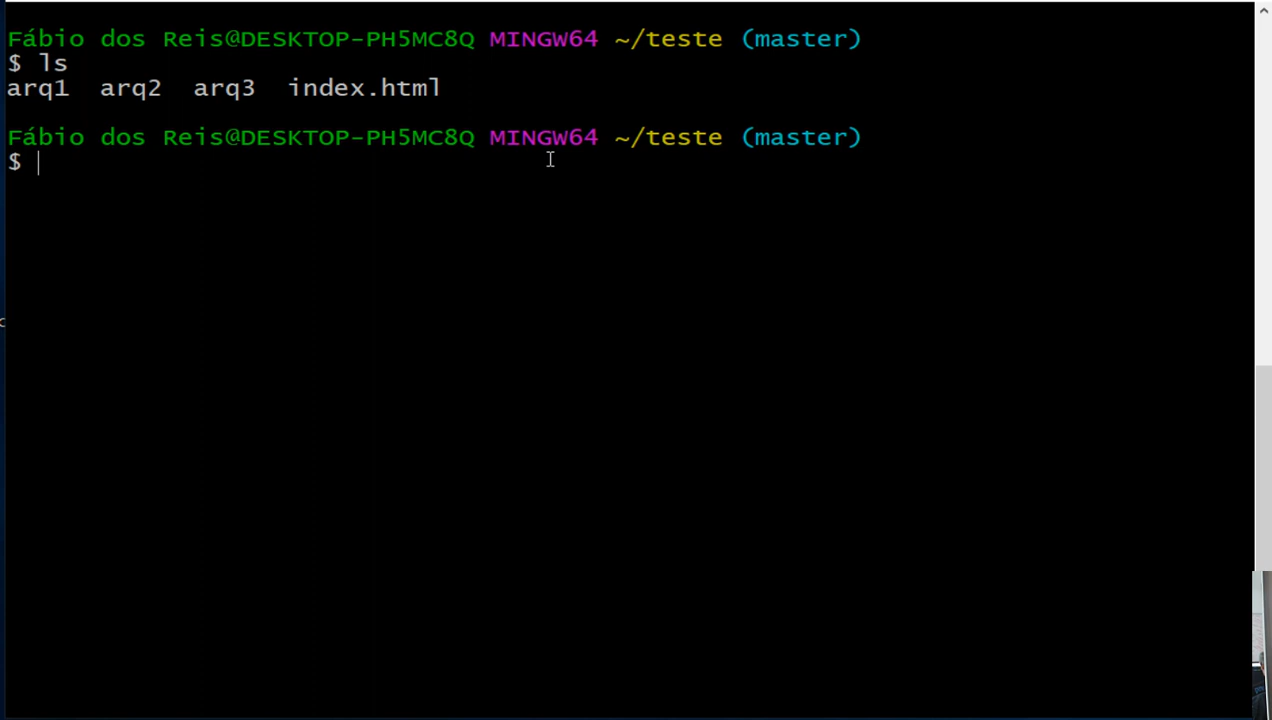 Fábio dos Reis@DESKTOP-PH5MC8Q MINGW64 ~/teste (master)
$ ls
arq1  arq2  arq3  index.html
Fábio dos Reis@DESKTOP-PH5MC8Q MINGW64 ~/teste (master)
$